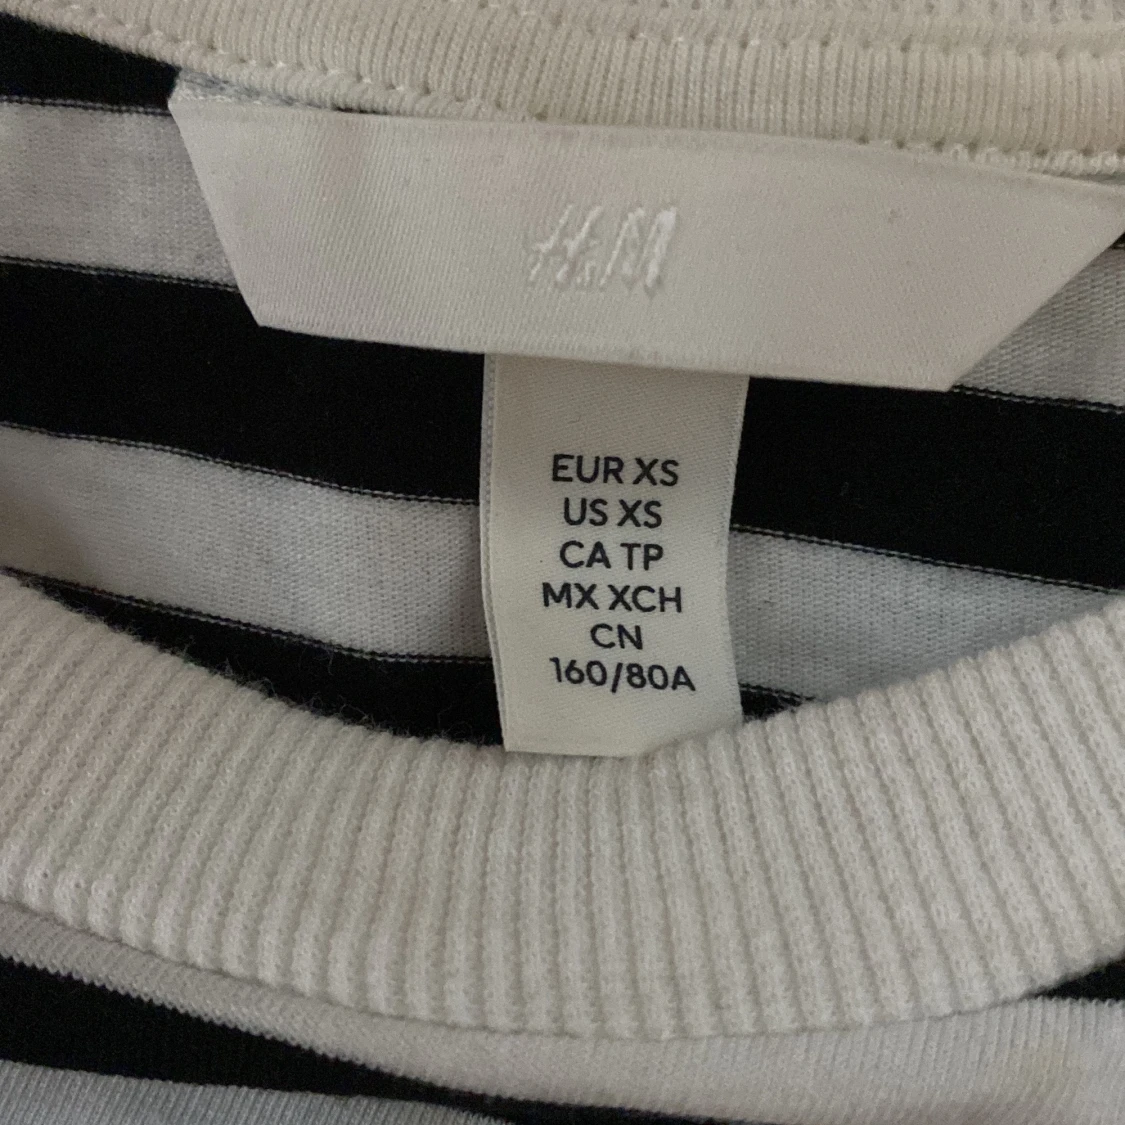 H&M
EUR XS
US XS
CA TP
MX XCH
CN
160/80A